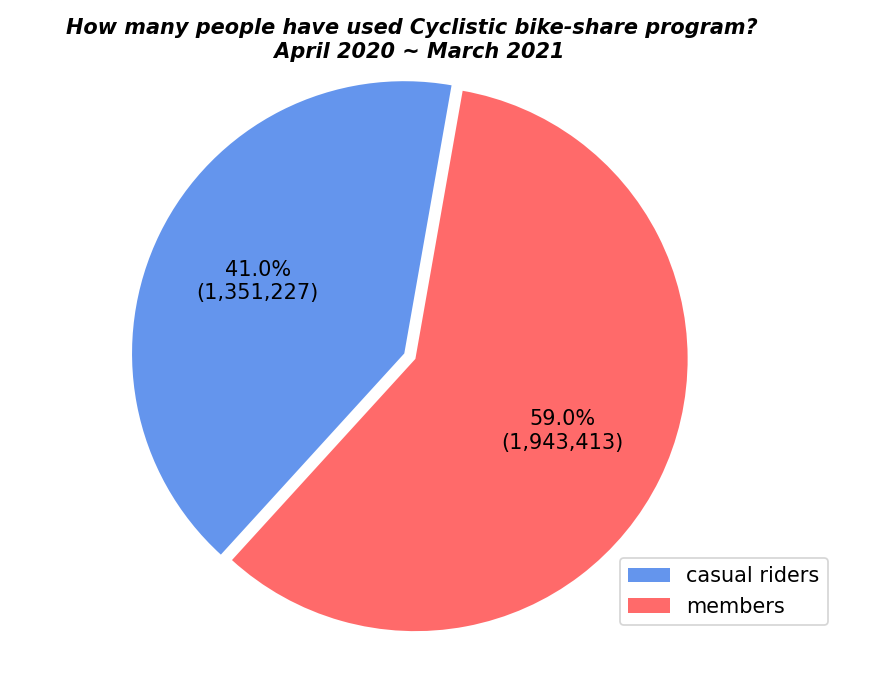 How many people have used Cyclistic bike-share program?
April 2020 ~ March 2021
41.0%
(1,351,227)
59.0%
(1,943,413)
casual riders
members